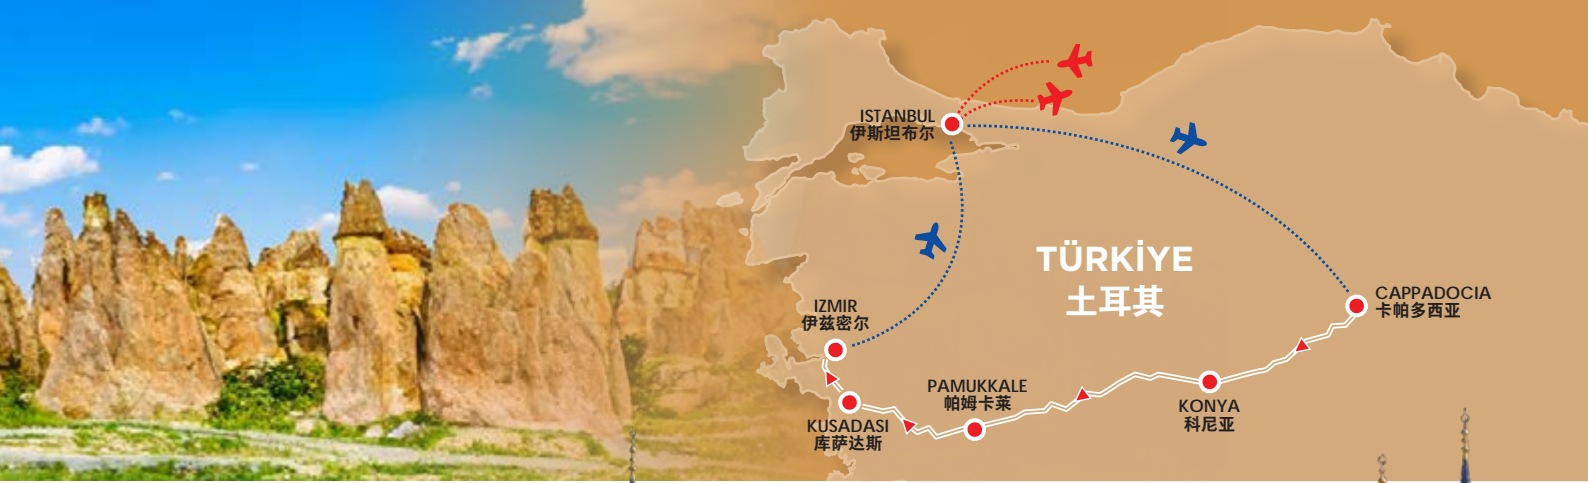 ISTANBUL
伊斯坦布尔
TÜRKİYE
土耳其
CAPPADOCIA
卡帕多西亚
IZMIR
伊兹密尔
PAMUKKALE
帕姆卡莱
KONYA
科尼亚
KUSADASI
库萨达斯